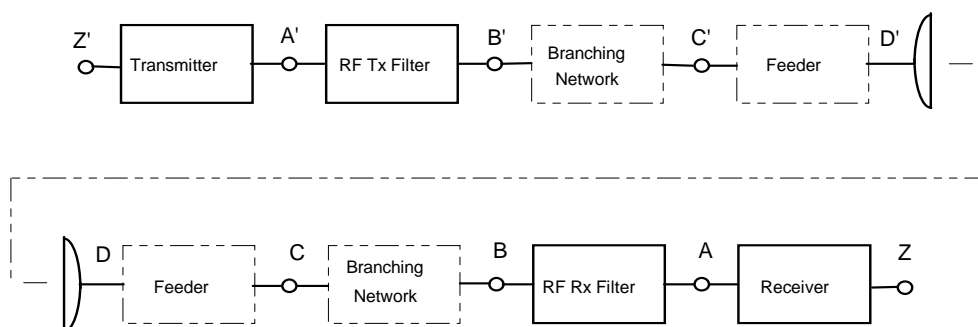 Z' A' B' C' D'
Transmitter RF Tx Filter Branching Network Feeder
D C B A Z
Feeder Branching Network RF Rx Filter Receiver